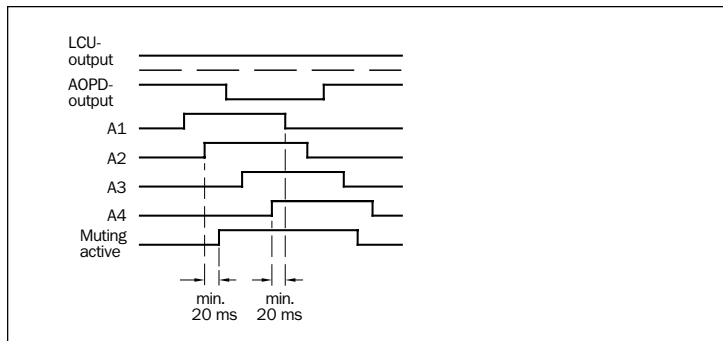 LCU-
output
AOPD-
output
A1
A2
A3
A4
Muting
active
min.
20 ms
min.
20 ms